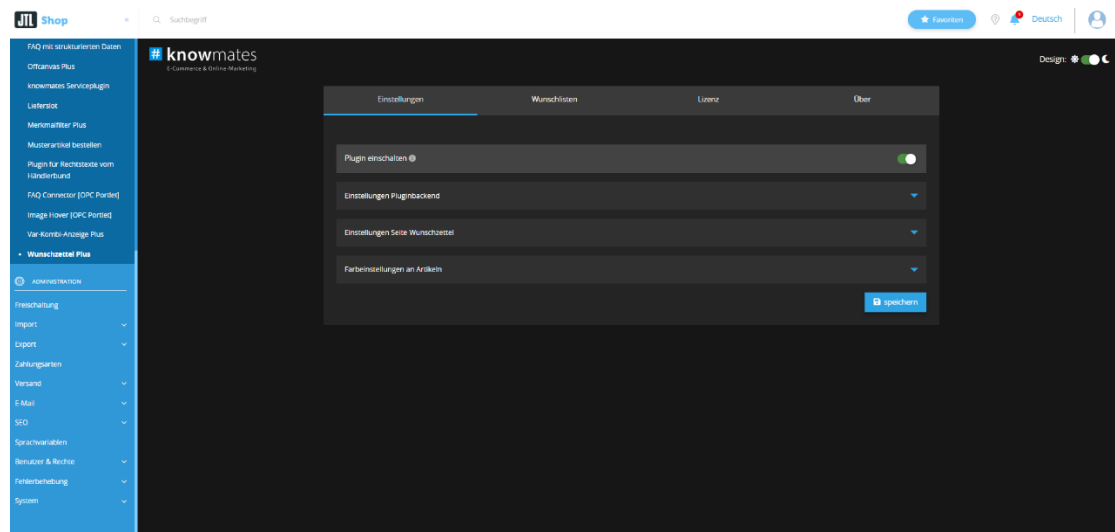 JTL Shop
«
Suchbegriff
Favoriten
Deutsch
FAQ mit strukturierten Daten
Offcanvas Plus
knowmates Serviceplugin
Lieferslot
Merkmalfilter Plus
Musterartikel bestellen
Plugin für Rechtstexte vom
Händlerbund
FAQ Connector [OPC Portlet]
Image Hover [OPC Portlet]
Var-Kombi-Anzeige Plus
• Wunschzettel Plus
ADMINISTRATION
Freischaltung
Import
Export
Zahlungsarten
Versand
E-Mail
SEO
Sprachvariablen
Benutzer & Rechte
Fehlerbehebung
System
# knowmates
E-Commerce & Online-Marketing
Design:
Einstellungen Wunschlisten Lizenz Über
Plugin einschalten
Einstellungen Pluginbackend
Einstellungen Seite Wunschzettel
Farbeinstellungen an Artikeln
speichern